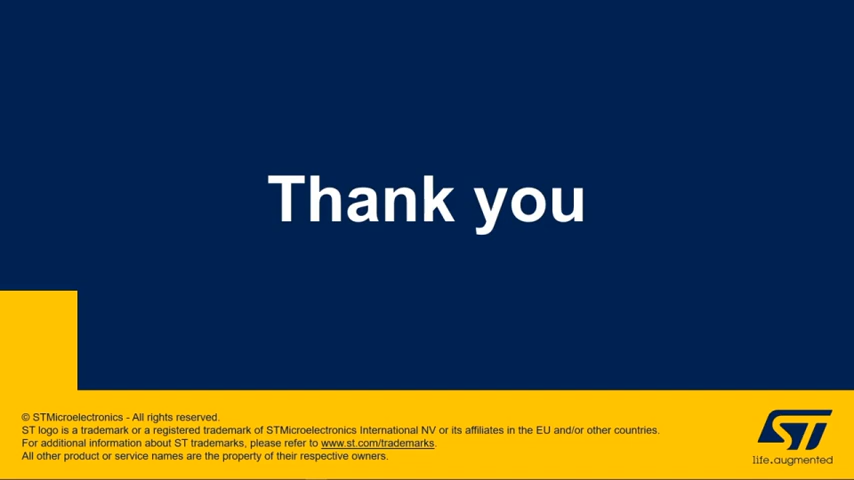 Thank you
© STMicroelectronics - All rights reserved.
ST logo is a trademark or a registered trademark of STMicroelectronics International NV or its affiliates in the EU and/or other countries.
For additional information about ST trademarks, please refer to www.st.com/trademarks.
All other product or service names are the property of their respective owners.
ST
life.augmented